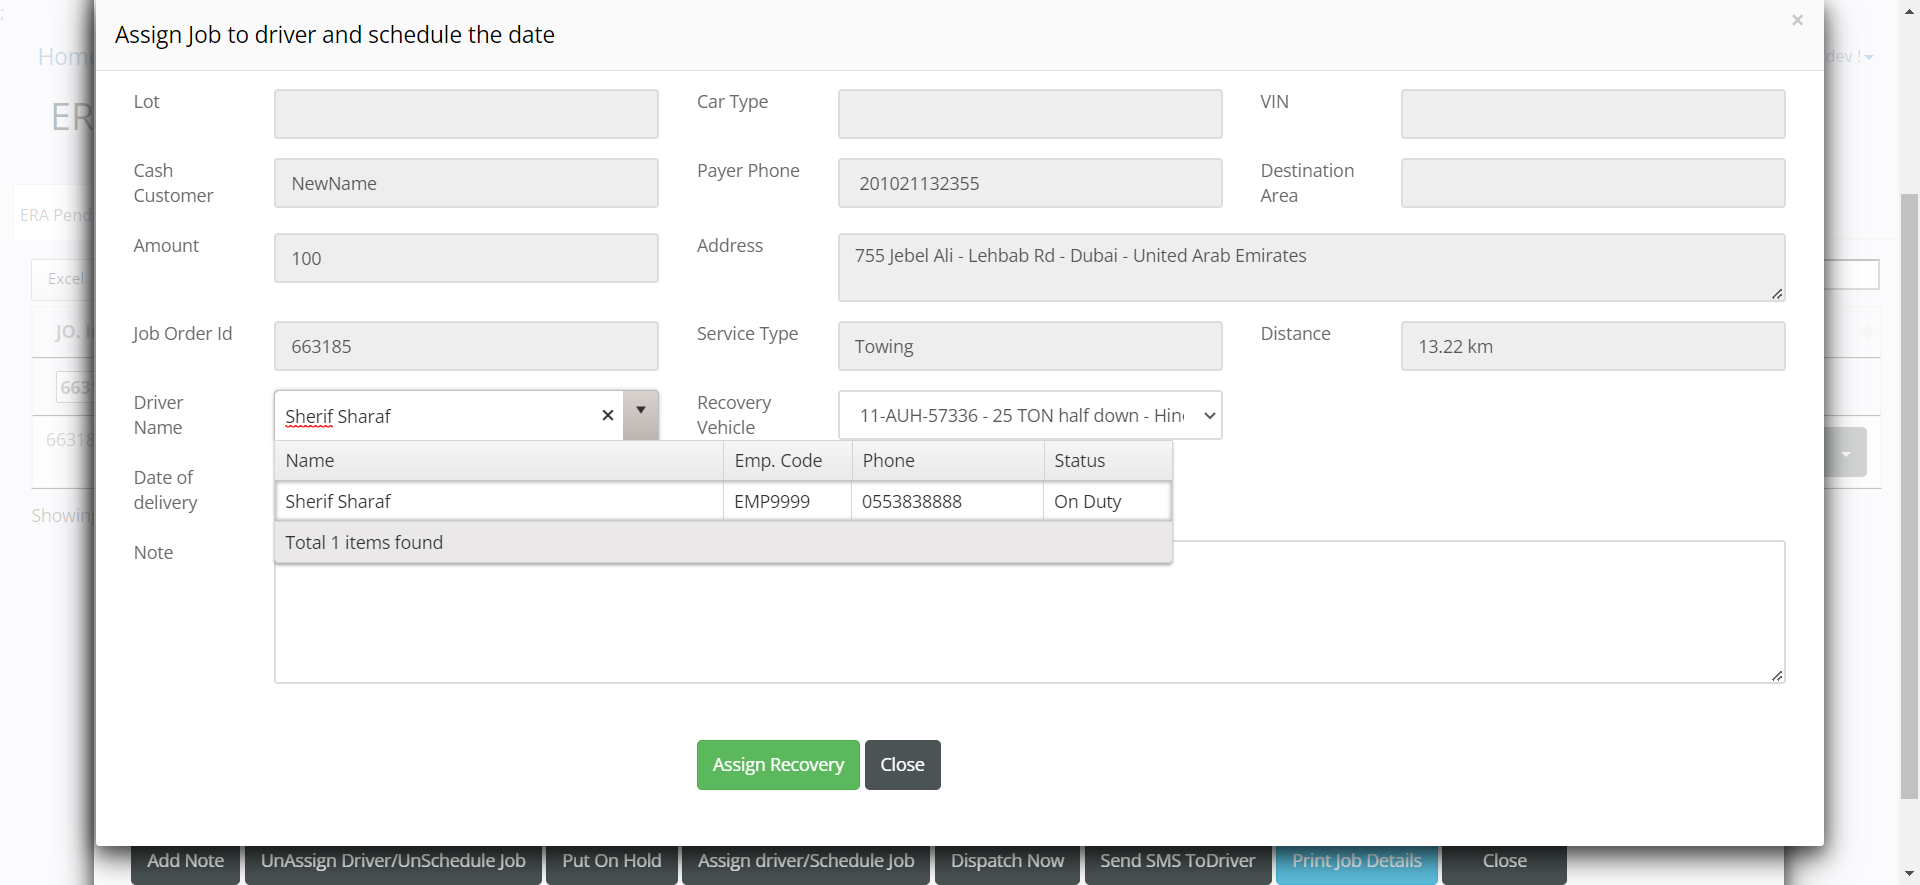 ;
Assign Job to driver and schedule the date
×
Home
dev !
ER
Lot
Car Type
VIN
Cash Customer
NewName
Payer Phone
201021132355
Destination Area
ERA Pend
Amount
100
Address
755 Jebel Ali - Lehbab Rd - Dubai - United Arab Emirates
Excel
Job Order Id
663185
Service Type
Towing
Distance
13.22 km
JO.
6631
Driver Name
Sherif Sharaf
×
Recovery Vehicle
11-AUH-57336 - 25 TON half down - Hin
Name
Emp. Code
Phone
Status
66318
Date of delivery
Sherif Sharaf
EMP9999
0553838888
On Duty
Showing
Total 1 items found
Note
Assign Recovery
Close
Add Note
UnAssign Driver/UnSchedule Job
Put On Hold
Assign driver/Schedule Job
Dispatch Now
Send SMS ToDriver
Print Job Details
Close